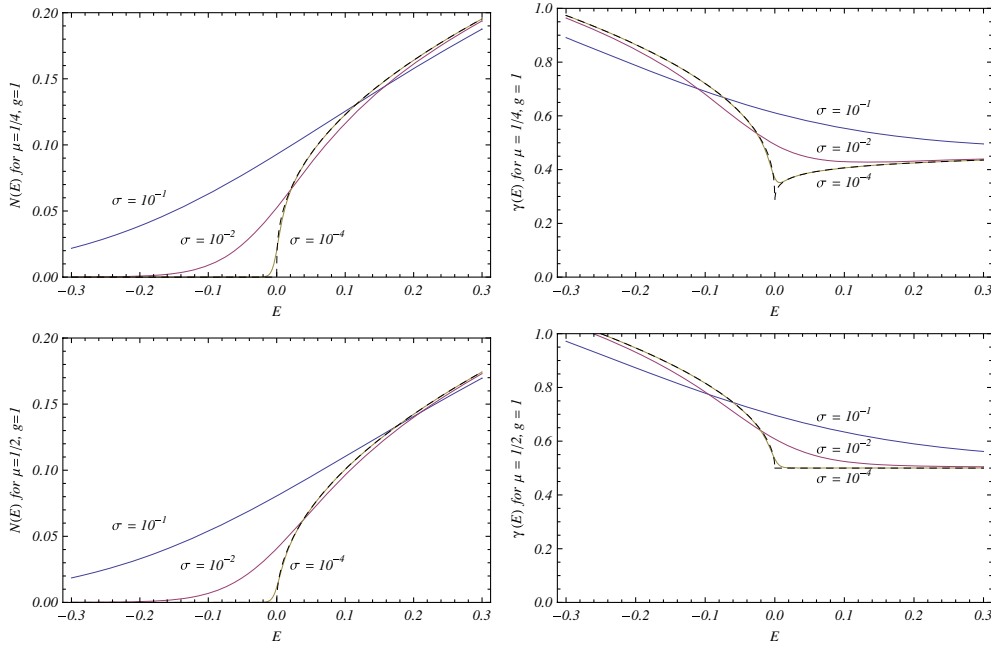 N(E) for μ=1/4, g=1
0.20
0.15
0.10
0.05
0.00
σ = 10⁻¹
σ = 10⁻²
σ = 10⁻⁴
−0.3 −0.2 −0.1 0.0 0.1 0.2 0.3
E
γ(E) for μ = 1/4, g = 1
1.0
0.8
0.6
0.4
0.2
0.0
σ = 10⁻¹
σ = 10⁻²
σ = 10⁻⁴
−0.3 −0.2 −0.1 0.0 0.1 0.2 0.3
E
N(E) for μ=1/2, g=1
0.20
0.15
0.10
0.05
0.00
σ = 10⁻¹
σ = 10⁻²
σ = 10⁻⁴
−0.3 −0.2 −0.1 0.0 0.1 0.2 0.3
E
γ(E) for μ = 1/2, g = 1
1.0
0.8
0.6
0.4
0.2
0.0
σ = 10⁻¹
σ = 10⁻²
σ = 10⁻⁴
−0.3 −0.2 −0.1 0.0 0.1 0.2 0.3
E